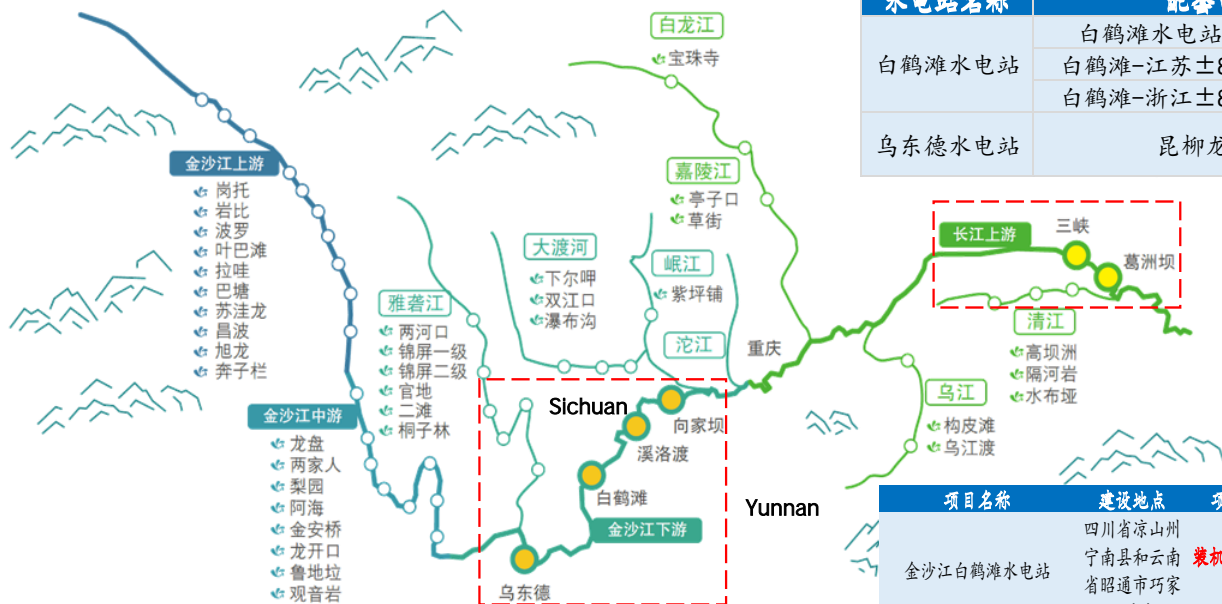 水电站名称
白鹤滩水电站
白鹤滩水电站
白鹤滩-江苏±8
白鹤滩-浙江±8
乌东德水电站
昆柳龙
白龙江
宝珠寺
嘉陵江
亭子口
草街
金沙江上游
岗托
岩比
波罗
叶巴滩
拉哇
巴塘
苏洼龙
昌波
旭龙
奔子栏
大渡河
下尔呷
双江口
瀑布沟
岷江
紫坪铺
沱江
重庆
雅砻江
两河口
锦屏一级
锦屏二级
官地
二滩
桐子林
长江上游
三峡
葛洲坝
清江
高坝洲
隔河岩
水布垭
乌江
构皮滩
乌江渡
金沙江中游
龙盘
两家人
梨园
阿海
金安桥
龙开口
鲁地垃
观音岩
Sichuan
向家坝
溪洛渡
白鹤滩
金沙江下游
乌东德
Yunnan
项目名称
建设地点
项
金沙江白鹤滩水电站
四川省凉山州
宁南县和云南
省昭通市巧家
装机